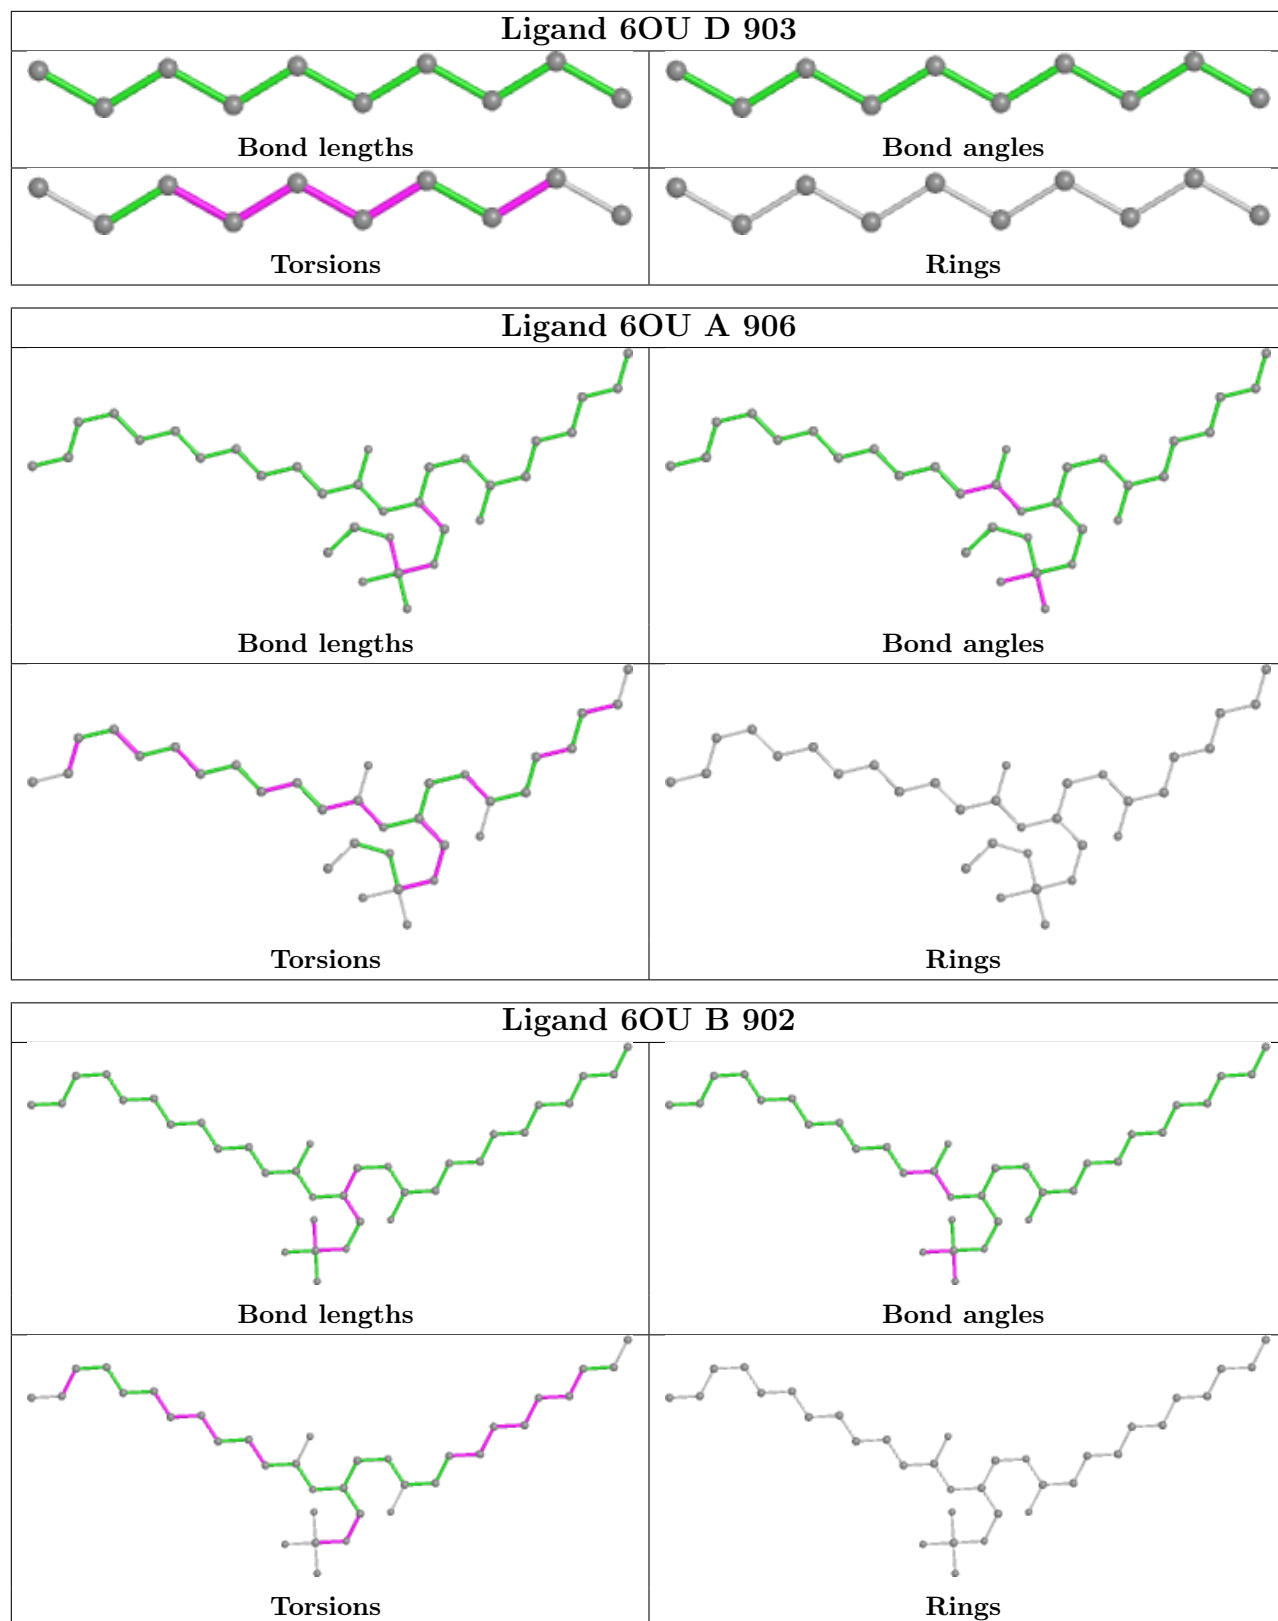 Ligand 6OU D 903
Bond lengths
Bond angles
Torsions
Rings
Ligand 6OU A 906
Bond lengths
Bond angles
Torsions
Rings
Ligand 6OU B 902
Bond lengths
Bond angles
Torsions
Rings